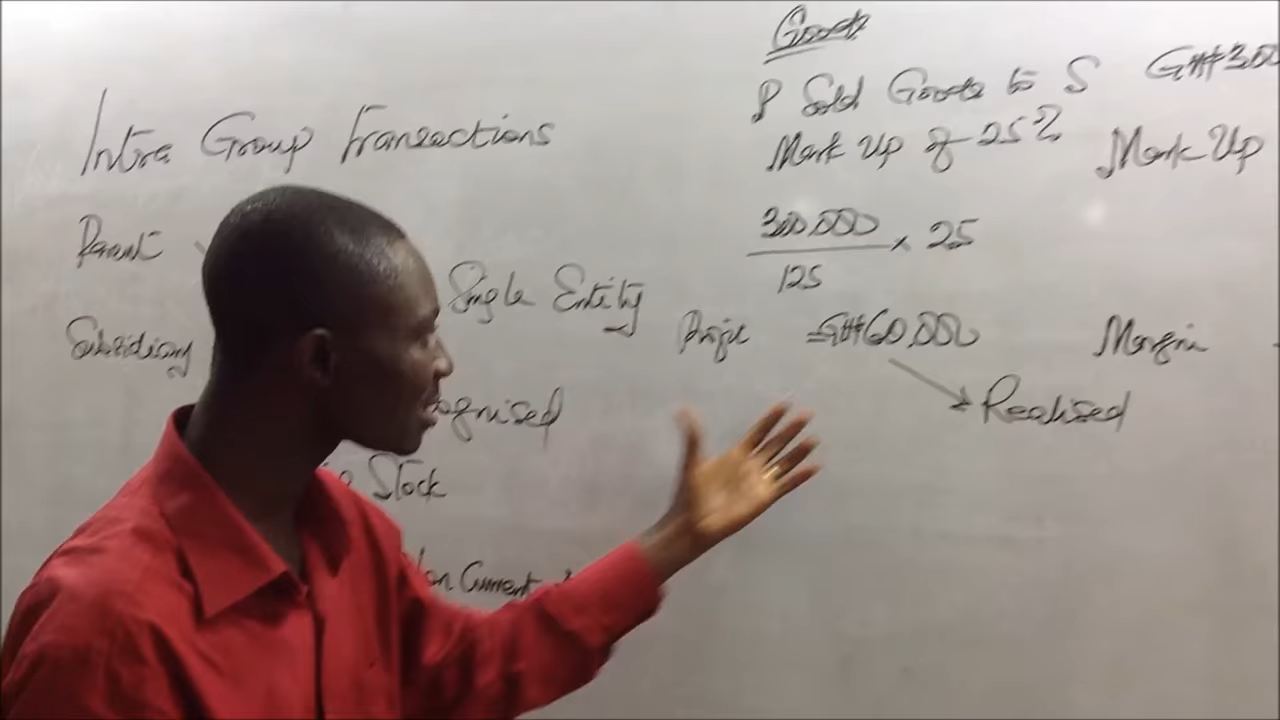 Intra Group Transactions
Parent
Subsidiary
Single Entity
ognised
Stock
on Current
Goods
P Sold Goods to S GH¢300
Mark Up of 25% Mark Up
300,000
125
× 25
Profit =GH¢60,000
Realised
Margin